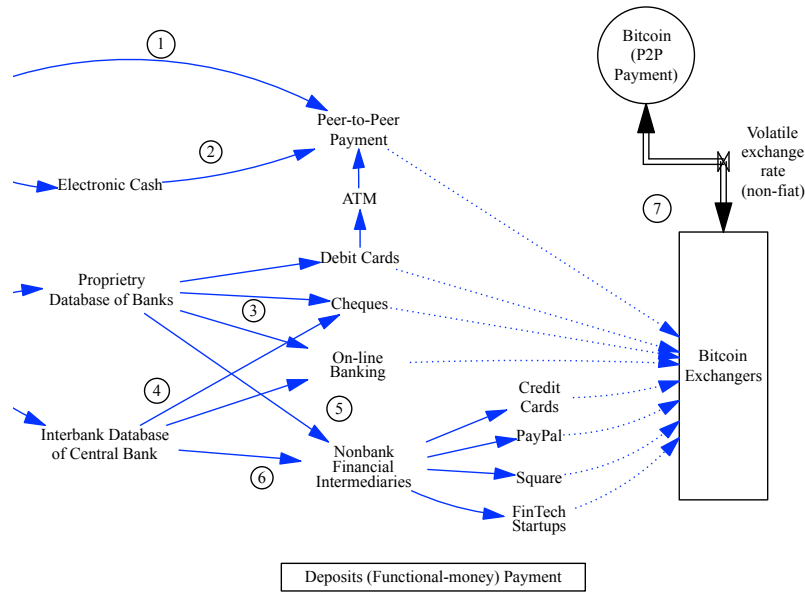 1
Bitcoin
(P2P
Payment)
Peer-to-Peer
Payment
2
Volatile
exchange
rate
(non-fiat)
Electronic Cash
ATM
7
Debit Cards
Proprietry
Database of Banks
3
Cheques
On-line
Banking
Bitcoin
Exchangers
4
5
Credit
Cards
Interbank Database
of Central Bank
PayPal
6
Nonbank
Financial
Intermediaries
Square
FinTech
Startups
Deposits (Functional-money) Payment